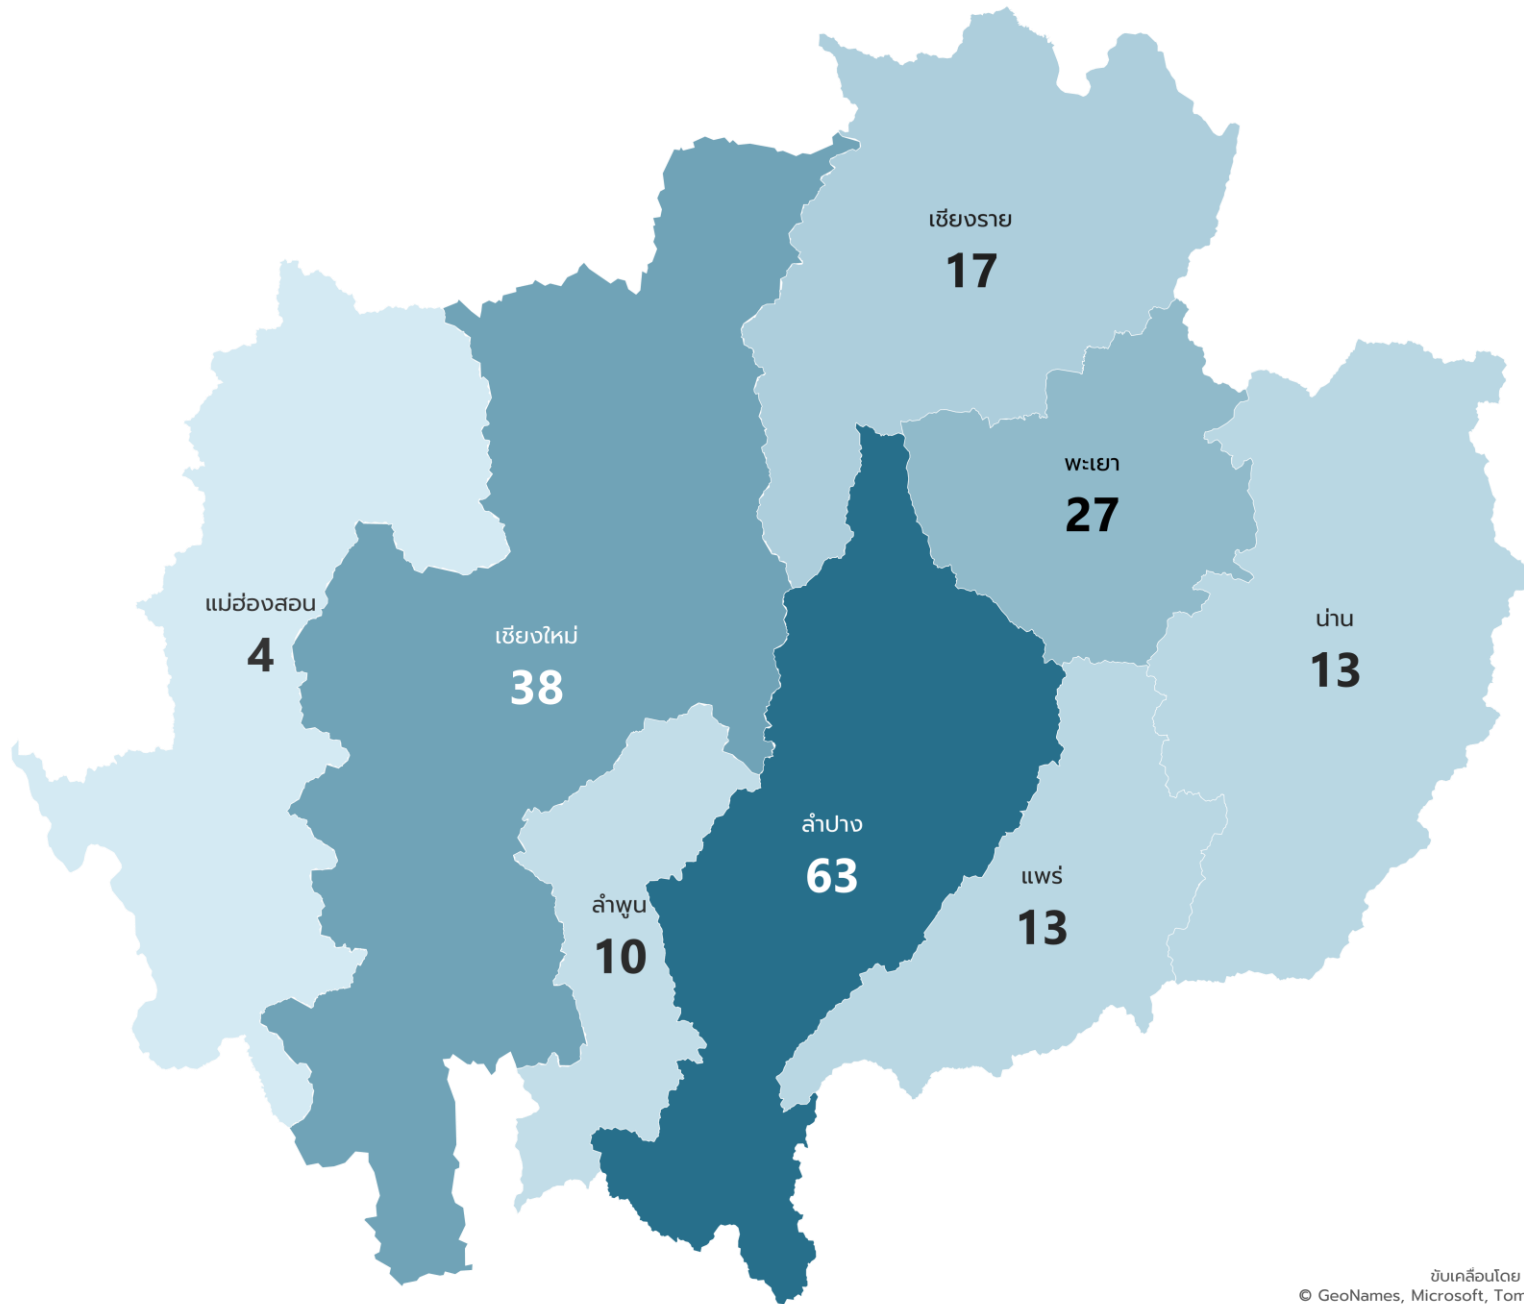 เชียงราย
17
พะเยา
27
แม่ฮ่องสอน
4
เชียงใหม่
38
น่าน
13
ลำปาง
63
แพร่
13
ลำพูน
10
ขับเคลื่อนโดย
© GeoNames, Microsoft, Tom